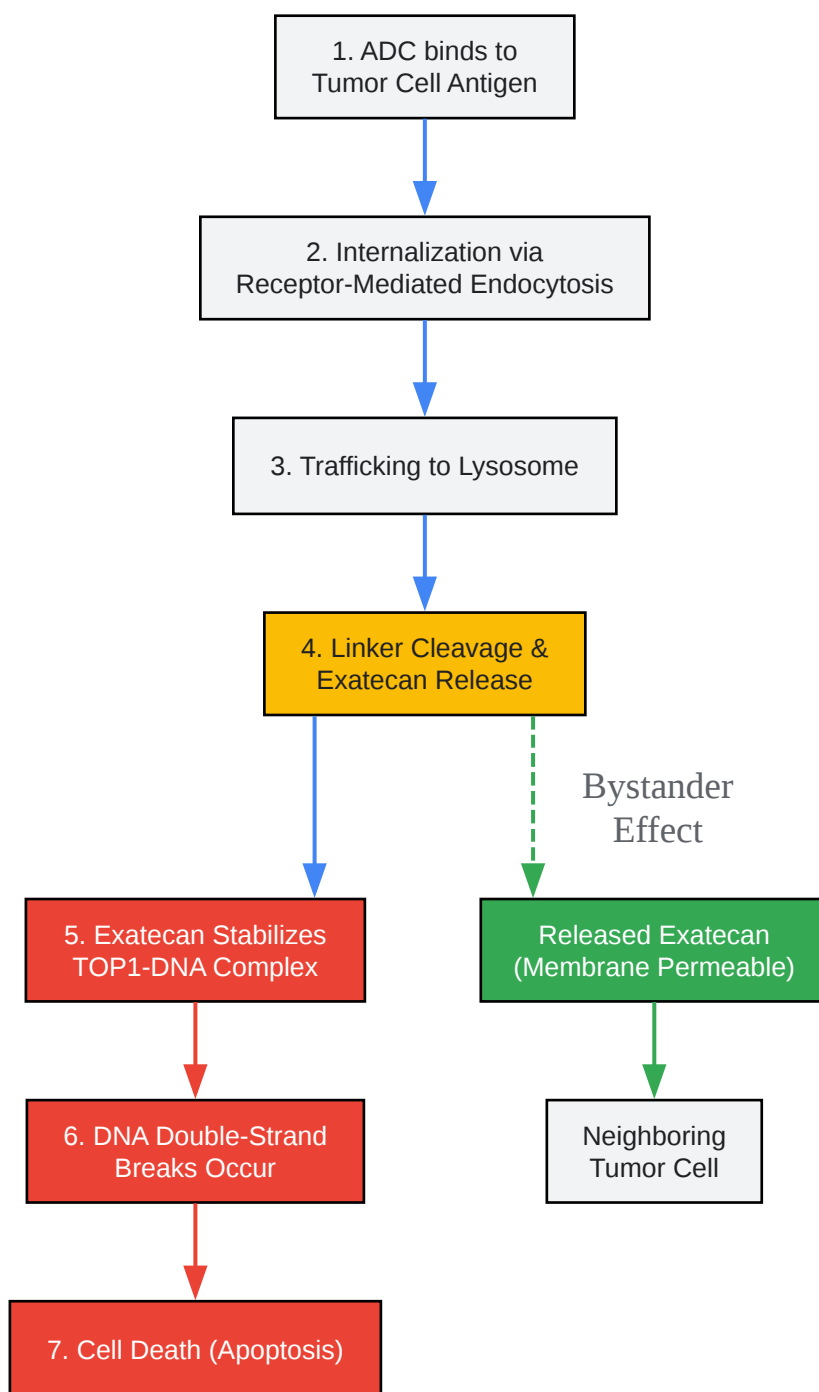 1. ADC binds to
Tumor Cell Antigen
2. Internalization via
Receptor-Mediated Endocytosis
3. Trafficking to Lysosome
4. Linker Cleavage &
Exatecan Release
Bystander
Effect
5. Exatecan Stabilizes
TOP1-DNA Complex
Released Exatecan
(Membrane Permeable)
6. DNA Double-Strand
Breaks Occur
Neighboring
Tumor Cell
7. Cell Death (Apoptosis)